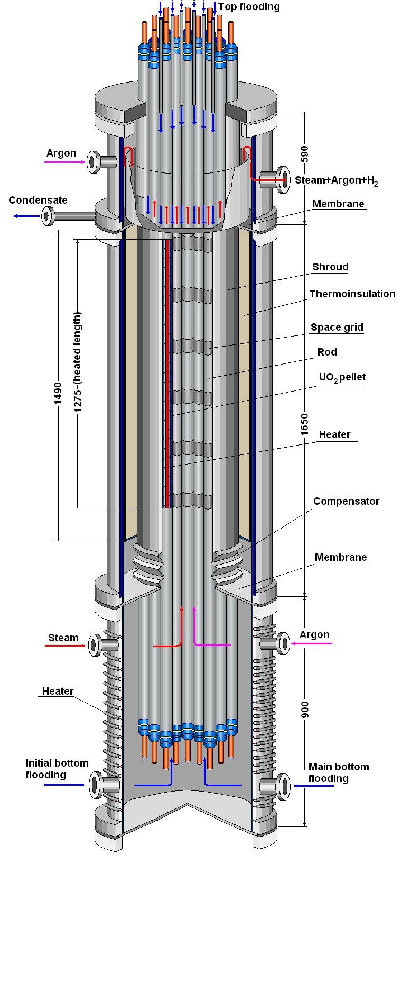 Top flooding
Argon
590
Steam+Argon+H2
Condensate
Membrane
Shroud
Thermoinsulation
Space grid
Rod
UO2 pellet
1490
1275 (heated length)
1650
Heater
Compensator
Membrane
Steam
Argon
Heater
900
Initial bottom
flooding
Main bottom
flooding